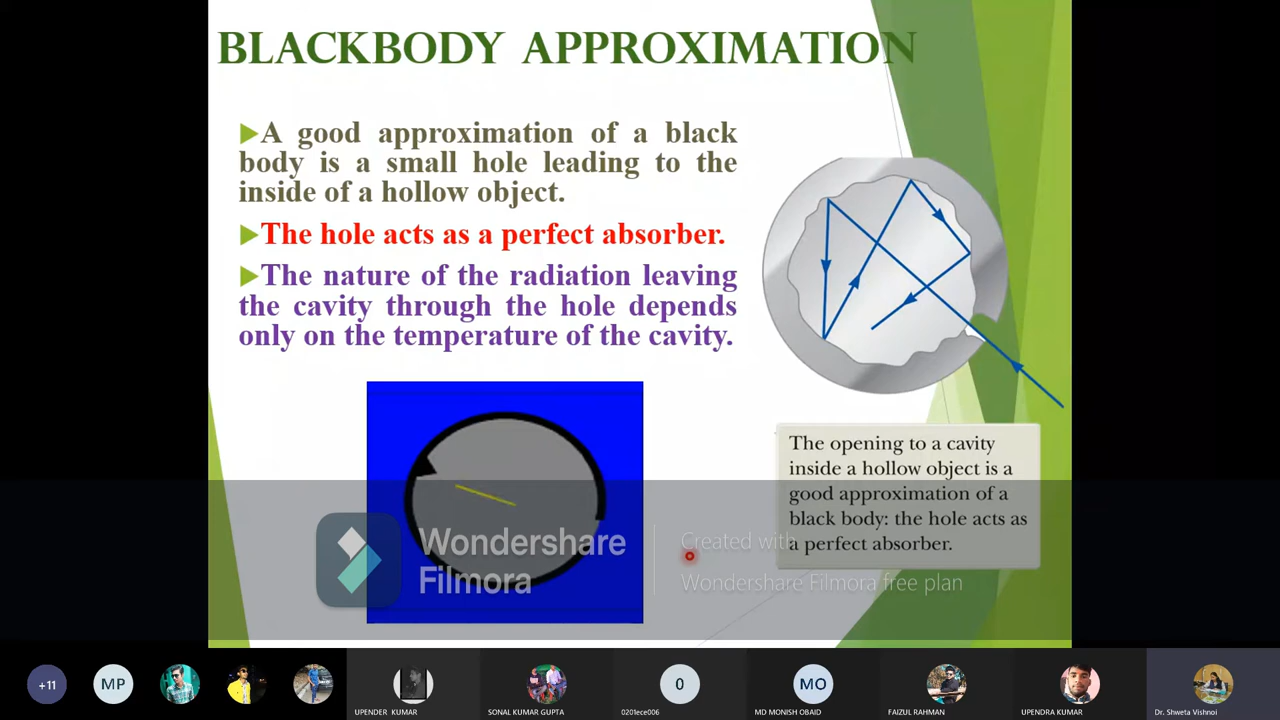 BLACKBODY APPROXIMATION
A good approximation of a black
body is a small hole leading to the
inside of a hollow object.
The hole acts as a perfect absorber.
The nature of the radiation leaving
the cavity through the hole depends
only on the temperature of the cavity.
The opening to a cavity
inside a hollow object is a
good approximation of a
black body: the hole acts as
a perfect absorber.
Wondershare
Filmora
Created with
Wondershare Filmora free plan
+11
MP
UPENDER KUMAR
SONAL KUMAR GUPTA
0
0201ece006
MO
MD MONISH OBAID
FAIZUL RAHMAN
UPENDRA KUMAR
Dr. Shweta Vishnoi